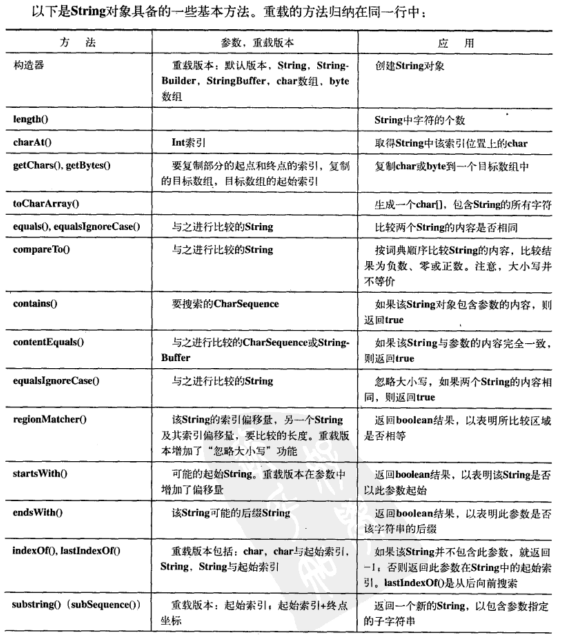 以下是String对象具备的一些基本方法。重载的方法归纳在同一行中:
方 法 参数,重载版本 应 用
构造器 重载版本:默认版本,String,String- 创建String对象
Builder,StringBuffer,char数组,byte
数组
length() String中字符的个数
charAt() Int索引 取得String中该索引位置上的char
getChars(), getBytes() 要复制部分的起点和终点的索引,复制 复制char或byte到一个目标数组中
的目标数组,目标数组的起始索引
toCharArray() 生成一个char[],包含String的所有字符
equals(), equalsIgnoreCase() 与之进行比较的String 比较两个String的内容是否相同
compareTo() 与之进行比较的String 按词典顺序比较String的内容,比较结
果为负数、零或正数。注意,大小写并
不等价
contains() 要搜索的CharSequence 如果该String对象包含参数的内容,则
返回true
contentEquals() 与之进行比较的CharSequence或String- 如果该String与参数的内容完全一致,
Buffer 则返回true
equalsIgnoreCase() 与之进行比较的String 忽略大小写,如果两个String的内容相
同,则返回true
regionMatcher() 该String的索引偏移量,另一个String 返回boolean结果,以表明所比较区域
及其索引偏移量,要比较的长度。重载版 是否相等
本增加了“忽略大小写”功能
startsWith() 可能的起始String。重载版本在参数中 返回boolean结果,以表明该String是否
增加了偏移量 以此参数起始
endsWith() 该String可能的后缀String 返回boolean结果,以表明此参数是否
该字符串的后缀
indexOf(), lastIndexOf() 重载版本包括:char,char与起始索引, 如果该String并不包含此参数,就返回
String,String与起始索引 -1;否则返回此参数在String中的起始索
引。lastIndexOf()是从后向前搜索
substring()(subSequence()) 重载版本:起始索引;起始索引+终点 返回一个新的String,以包含参数指定
坐标 的子字符串